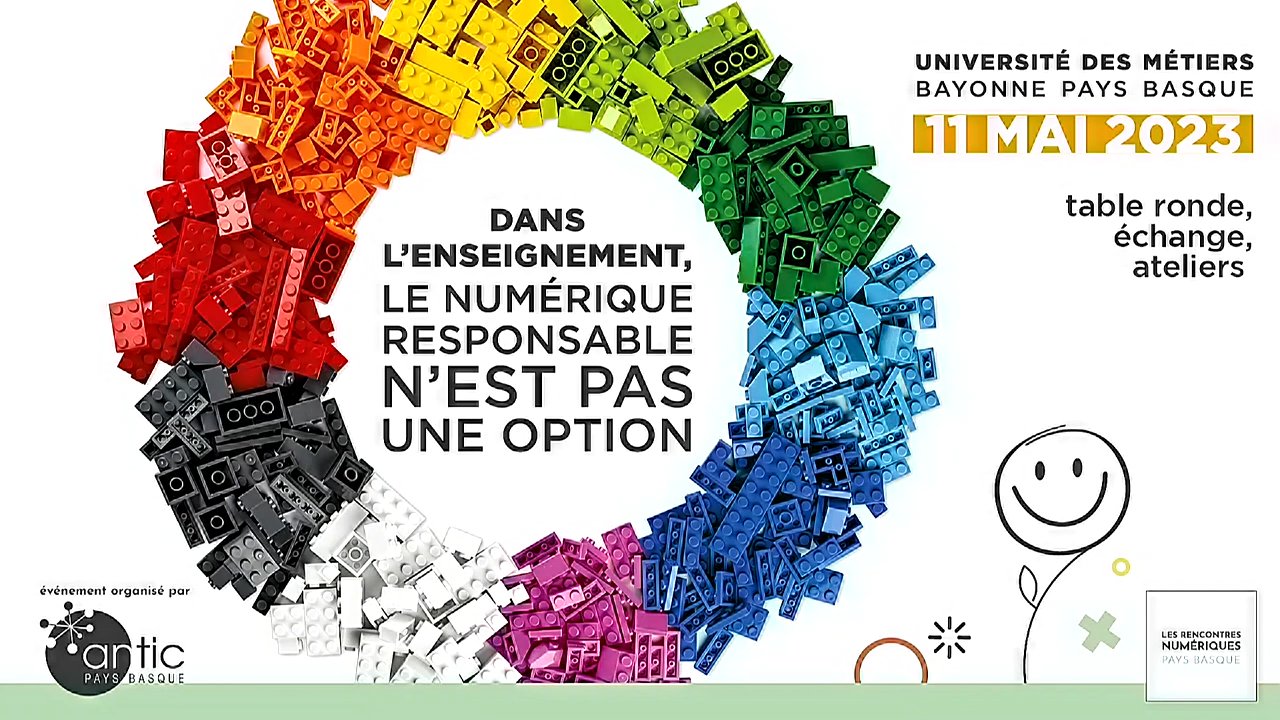 UNIVERSITÉ DES MÉTIERS
BAYONNE PAYS BASQUE
11 MAI 2023
table ronde,
échange,
ateliers
DANS
L'ENSEIGNEMENT,
LE NUMÉRIQUE
RESPONSABLE
N'EST PAS
UNE OPTION
événement organisé par
antic
PAYS BASQUE
LES RENCONTRES
NUMÉRIQUES
PAYS BASQUE